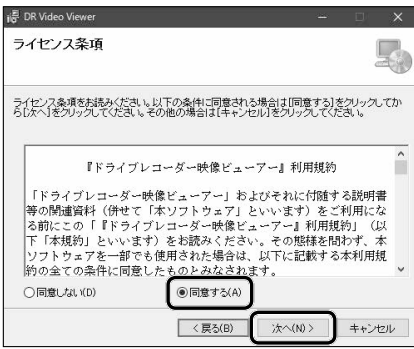 DR Video Viewer
ライセンス条項
ライセンス条項をお読みください。以下の条件に同意される場合は[同意する]をクリックしてか
ら[次へ]をクリックしてください。その他の場合は[キャンセル]をクリックしてください。
『ドライブレコーダー映像ビューアー』利用規約
「ドライブレコーダー映像ビューアー」およびそれに付随する説明書
等の関連資料（併せて「本ソフトウェア」といいます）をご利用にな
る前にこの「『ドライブレコーダー映像ビューアー』利用規約」（以
下「本規約」といいます）をお読みください。その態様を問わず、本
ソフトウェアを一部でも使用された場合は、以下に記載する本利用規
約の全ての条件に同意したものとみなされます。
同意しない(D) 同意する(A)
< 戻る(B) 次へ(N) > キャンセル